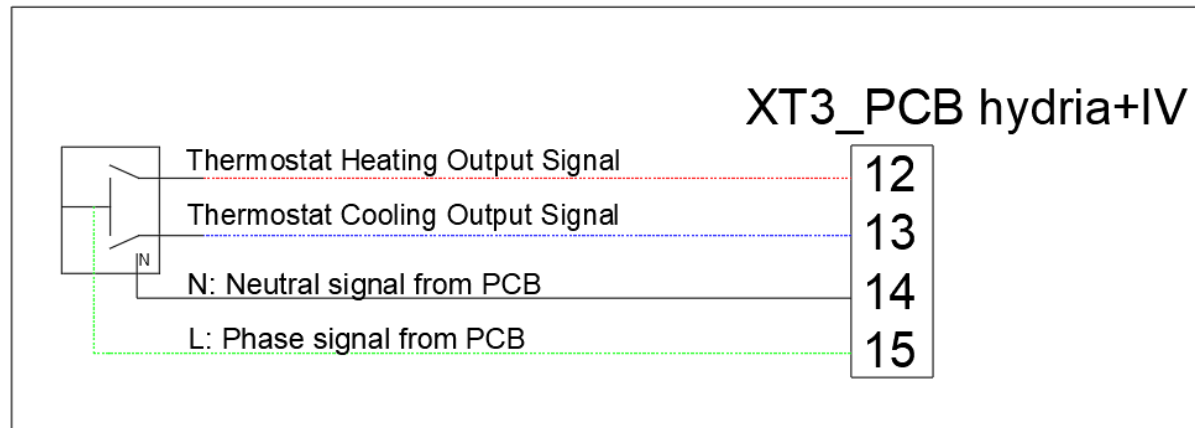 XT3_PCB hydria+IV
Thermostat Heating Output Signal
12
Thermostat Cooling Output Signal
13
N
N: Neutral signal from PCB
14
L: Phase signal from PCB
15